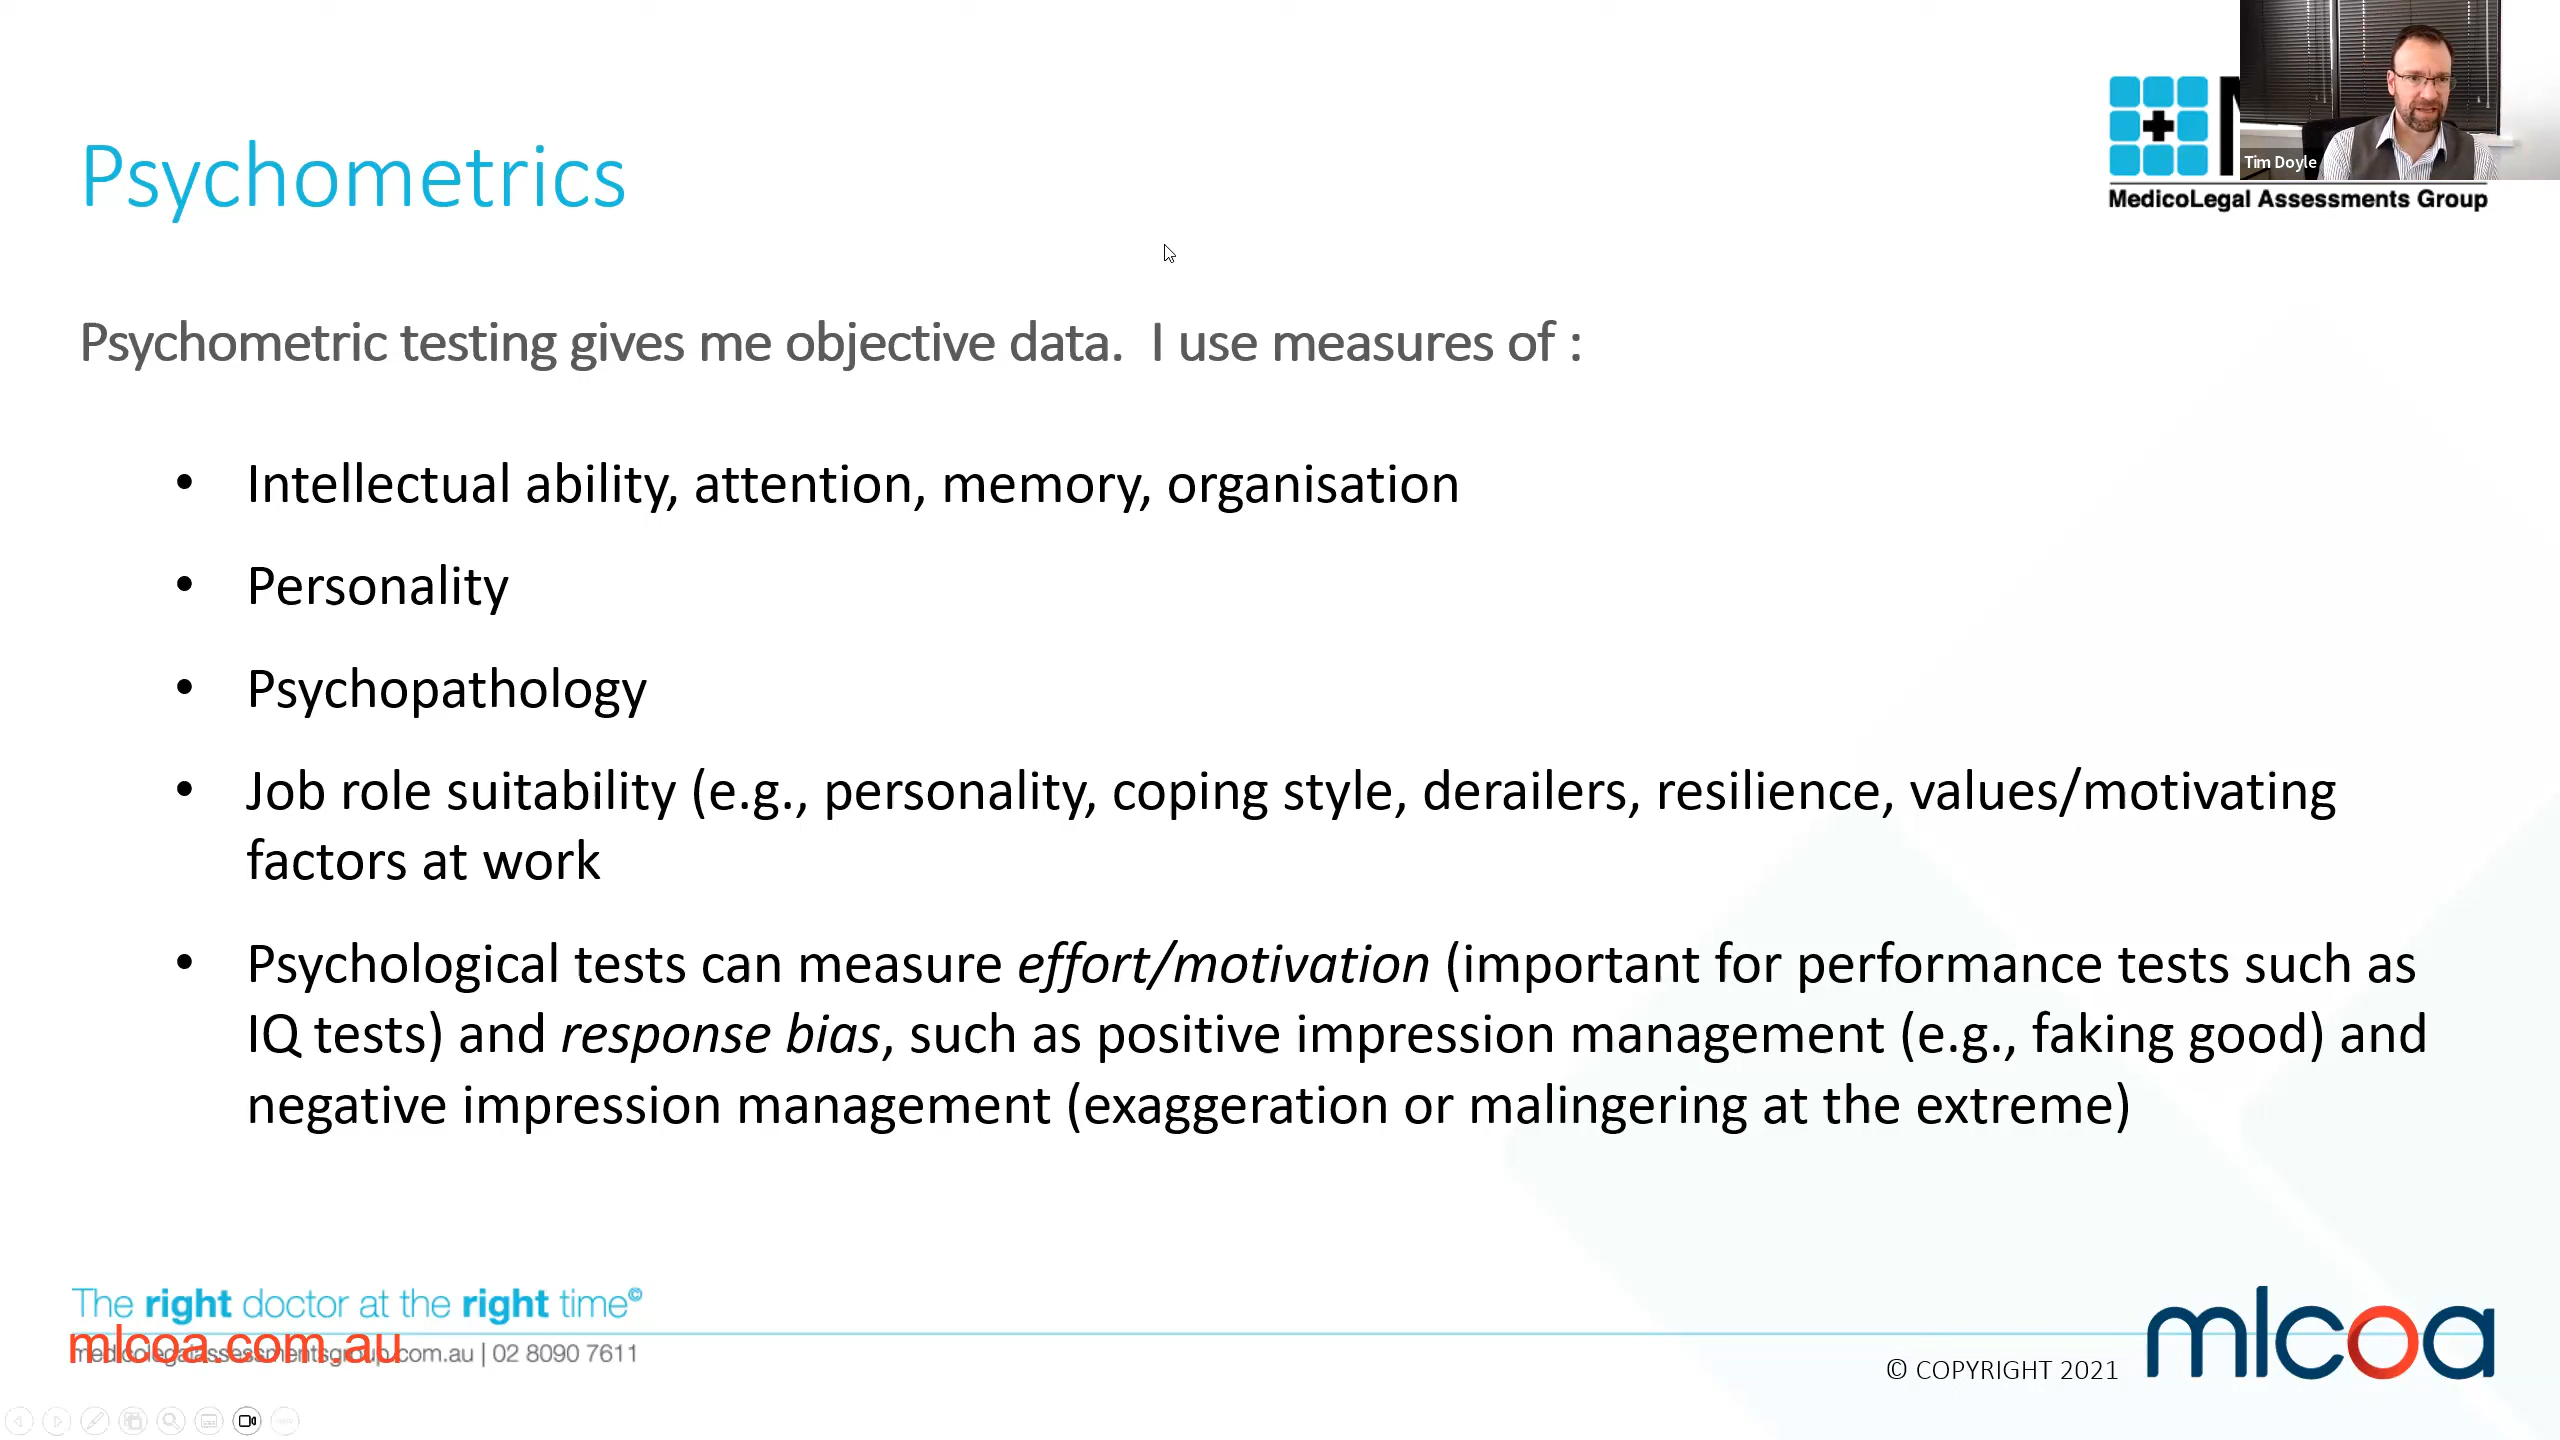 Tim Doyle
MedicoLegal Assessments Group
Psychometrics
Psychometric testing gives me objective data. I use measures of :
• Intellectual ability, attention, memory, organisation
• Personality
• Psychopathology
• Job role suitability (e.g., personality, coping style, derailers, resilience, values/motivating
factors at work
• Psychological tests can measure effort/motivation (important for performance tests such as
IQ tests) and response bias, such as positive impression management (e.g., faking good) and
negative impression management (exaggeration or malingering at the extreme)
The right doctor at the right time©
mlcoa.com.au
medicolegalassessmentsgroup.com.au | 02 8090 7611
© COPYRIGHT 2021
mlcoa